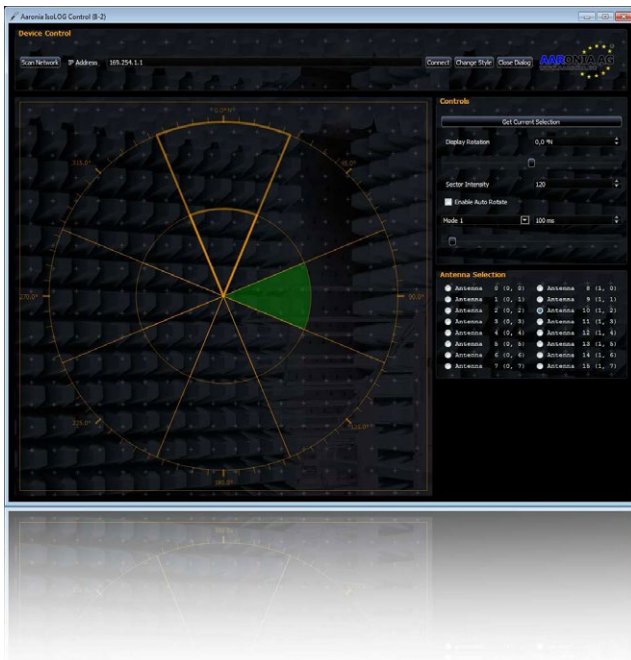 Aaronia IsoLOG Control (8-2)
Device Control
Scan Network IP Address 169.254.1.1 Connect Change Style Close Dialog AARONIA AG
Controls
Get Current Selection
Display Rotation 0,0 °N
Sector Intensity 120
Enable Auto Rotate
Mode 1 100 ms
Antenna Selection
Antenna 0 (0, 0) Antenna 8 (1, 0)
Antenna 1 (0, 1) Antenna 9 (1, 1)
Antenna 2 (0, 2) Antenna 10 (1, 2)
Antenna 3 (0, 3) Antenna 11 (1, 3)
Antenna 4 (0, 4) Antenna 12 (1, 4)
Antenna 5 (0, 5) Antenna 13 (1, 5)
Antenna 6 (0, 6) Antenna 14 (1, 6)
Antenna 7 (0, 7) Antenna 15 (1, 7)
0.0°N
315.0° 45.0°
270.0° 90.0°
225.0° 135.0°
180.0°